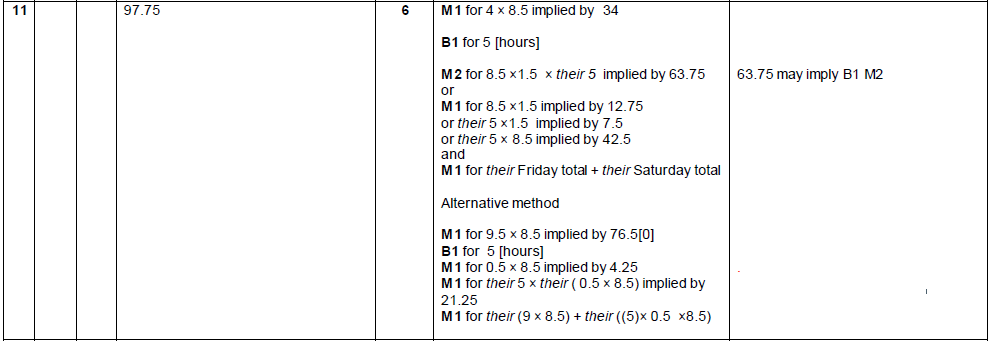 11 97.75 6 M1 for 4 × 8.5 implied by 34
B1 for 5 [hours]
M2 for 8.5 ×1.5 × their 5 implied by 63.75 63.75 may imply B1 M2
or
M1 for 8.5 ×1.5 implied by 12.75
or their 5 ×1.5 implied by 7.5
or their 5 × 8.5 implied by 42.5
and
M1 for their Friday total + their Saturday total
Alternative method
M1 for 9.5 × 8.5 implied by 76.5[0]
B1 for 5 [hours]
M1 for 0.5 × 8.5 implied by 4.25
M1 for their 5 × their ( 0.5 × 8.5) implied by
21.25
M1 for their (9 × 8.5) + their ((5)× 0.5 ×8.5)